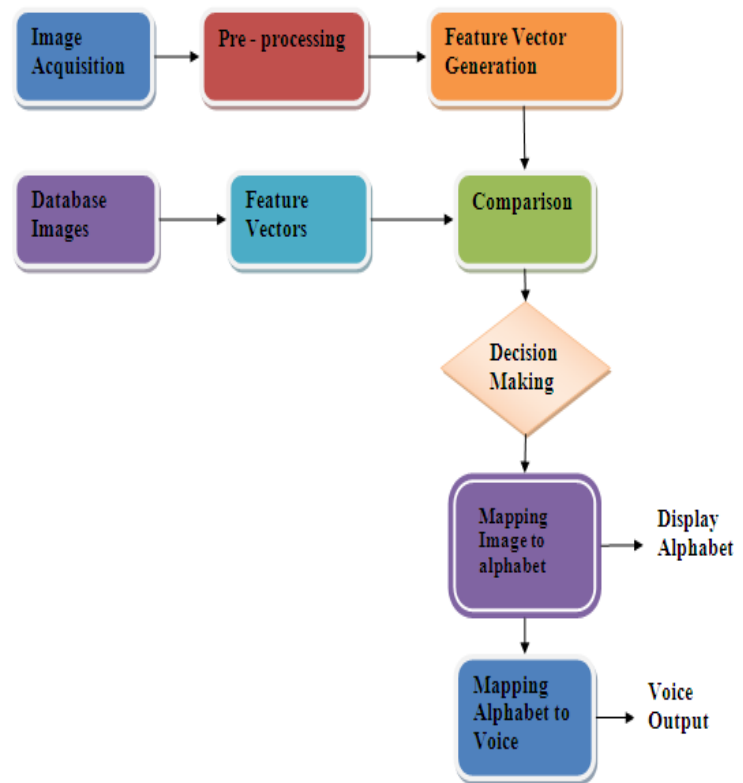 Image
Acquisition
Pre - processing
Feature Vector
Generation
Database
Images
Feature
Vectors
Comparison
Decision
Making
Mapping
Image to
alphabet
Display
Alphabet
Mapping
Alphabet to
Voice
Voice
Output